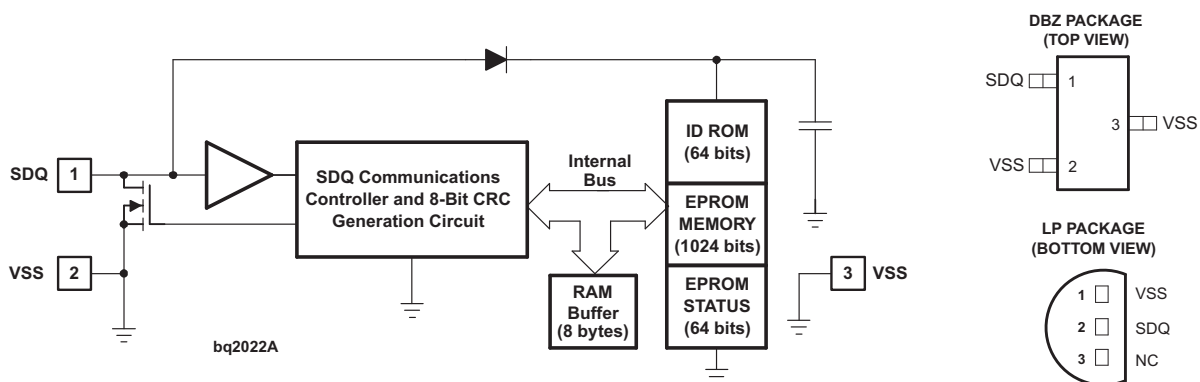 SDQ 1
VSS 2
SDQ Communications
Controller and 8-Bit CRC
Generation Circuit
Internal
Bus
RAM
Buffer
(8 bytes)
ID ROM
(64 bits)
EPROM
MEMORY
(1024 bits)
EPROM
STATUS
(64 bits)
3 VSS
bq2022A
DBZ PACKAGE
(TOP VIEW)
SDQ 1
3 VSS
VSS 2
LP PACKAGE
(BOTTOM VIEW)
1 VSS
2 SDQ
3 NC